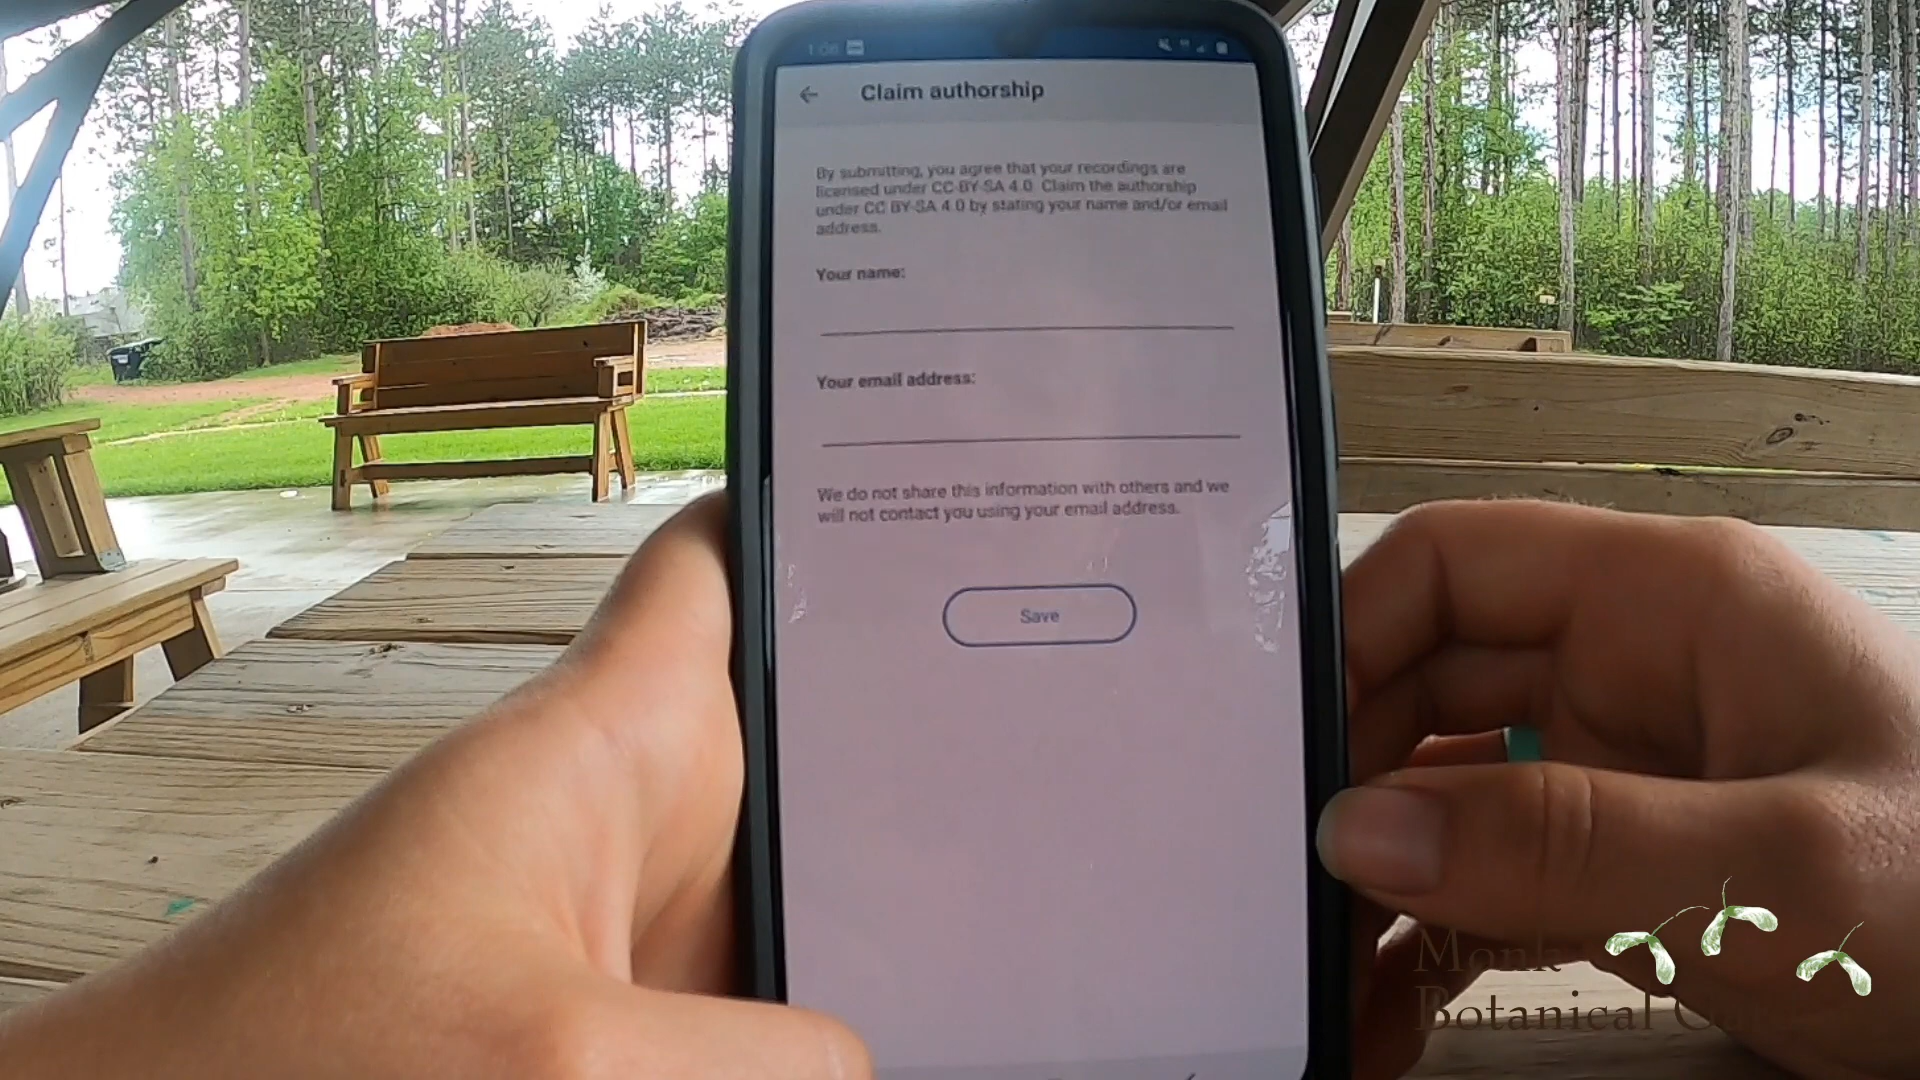 1:06
Claim authorship
By submitting, you agree that your recordings are
licensed under CC-BY-SA 4.0. Claim the authorship
under CC BY-SA 4.0 by stating your name and/or email
address.
Your name:
Your email address:
We do not share this information with others and we
will not contact you using your email address.
Save
Monk
Botanical